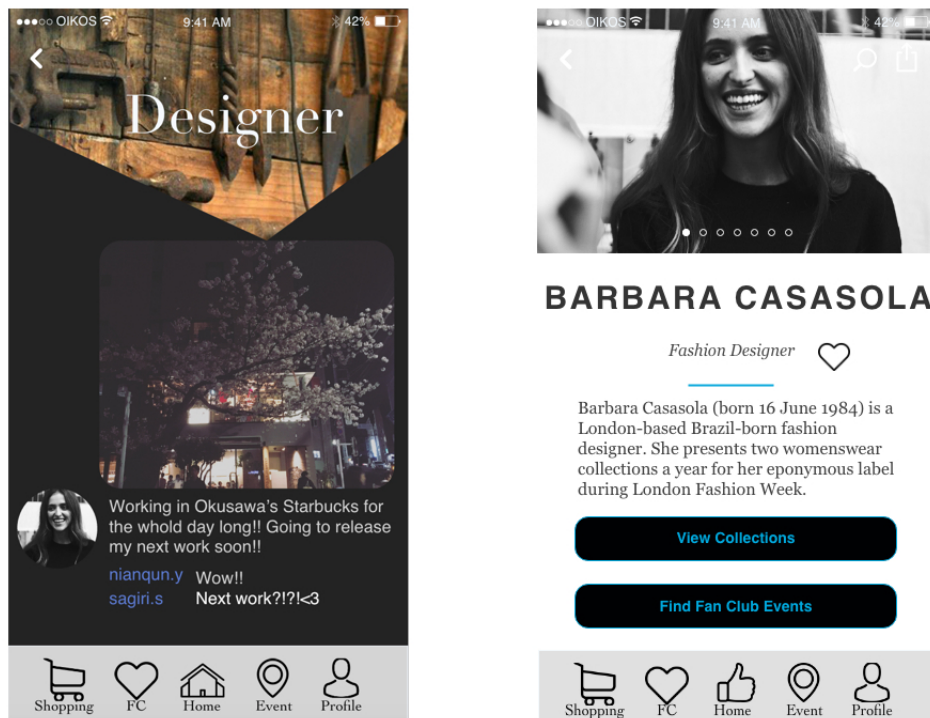 OIKOS 9:41 AM 42%
Designer
Working in Okusawa's Starbucks for
the whold day long!! Going to release
my next work soon!!
nianqun.y Wow!!
sagiri.s Next work?!?!<3
Shopping FC Home Event Profile
OIKOS 9:41 AM 42%
BARBARA CASASOLA
Fashion Designer
Barbara Casasola (born 16 June 1984) is a
London-based Brazil-born fashion
designer. She presents two womenswear
collections a year for her eponymous label
during London Fashion Week.
View Collections
Find Fan Club Events
Shopping FC Home Event Profile